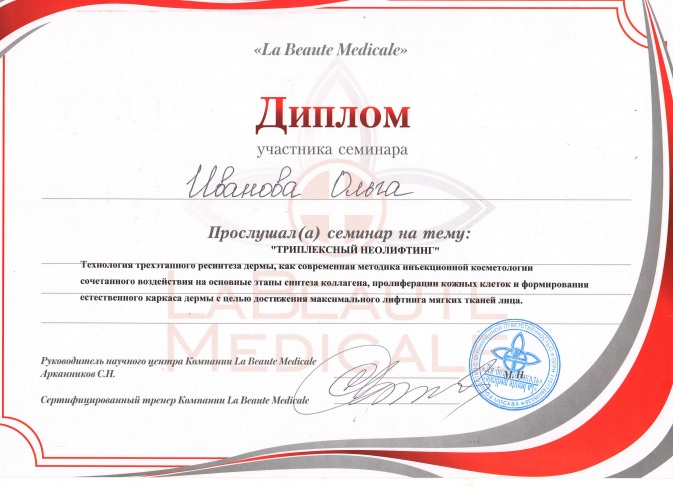 «La Beaute Medicale»
Диплом
участника семинара
Иванова Ольга
Прослушал(а) семинар на тему:
"ТРИПЛЕКСНЫЙ НЕОЛИФТИНГ"
Технология трехэтапного ресинтеза дермы, как современная методика инъекционной косметологии
сочетанного воздействия на основные этапы синтеза коллагена, пролиферации кожных клеток и формирования
естественного каркаса дермы с целью достижения максимального лифтинга мягких тканей лица.
LABEAUTE
MEDICALE
Руководитель научного центра Компании La Beaute Medicale
Арканников С.Н.
М. П.
Сертифицированный тренер Компании La Beaute Medicale